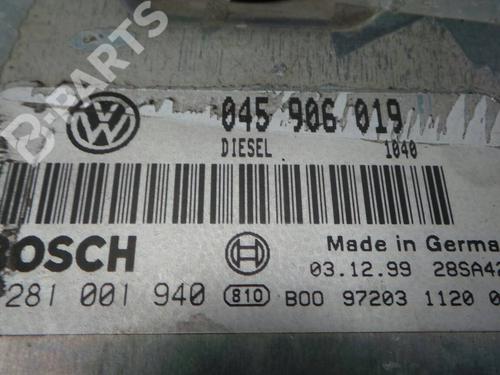 B-PARTS
045 906 019
DIESEL 1040
BOSCH Made in Germa
03.12.99 28SA42
281 001 940 810 B00 97203 1120 0